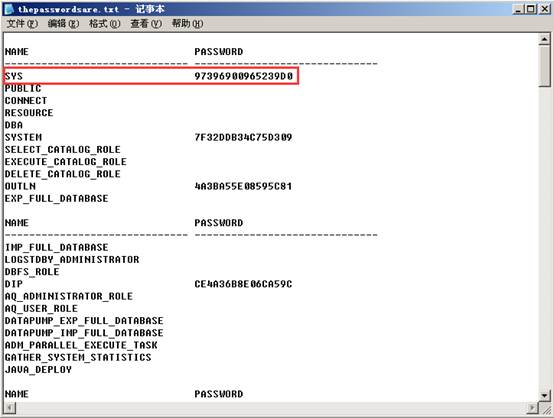 thepasswordsare.txt - 记事本
文件(F) 编辑(E) 格式(O) 查看(V) 帮助(H)
NAME PASSWORD
------------------------------ ------------------------------
SYS 97396900965239D0
PUBLIC
CONNECT
RESOURCE
DBA
SYSTEM 7F32DDB34C75D309
SELECT_CATALOG_ROLE
EXECUTE_CATALOG_ROLE
DELETE_CATALOG_ROLE
OUTLN 4A3BA55E08595C81
EXP_FULL_DATABASE
NAME PASSWORD
------------------------------ ------------------------------
IMP_FULL_DATABASE
LOGSTDBY_ADMINISTRATOR
DBFS_ROLE
DIP CE4A36B8E06CA59C
AQ_ADMINISTRATOR_ROLE
AQ_USER_ROLE
DATAPUMP_EXP_FULL_DATABASE
DATAPUMP_IMP_FULL_DATABASE
ADM_PARALLEL_EXECUTE_TASK
GATHER_SYSTEM_STATISTICS
JAVA_DEPLOY
NAME PASSWORD